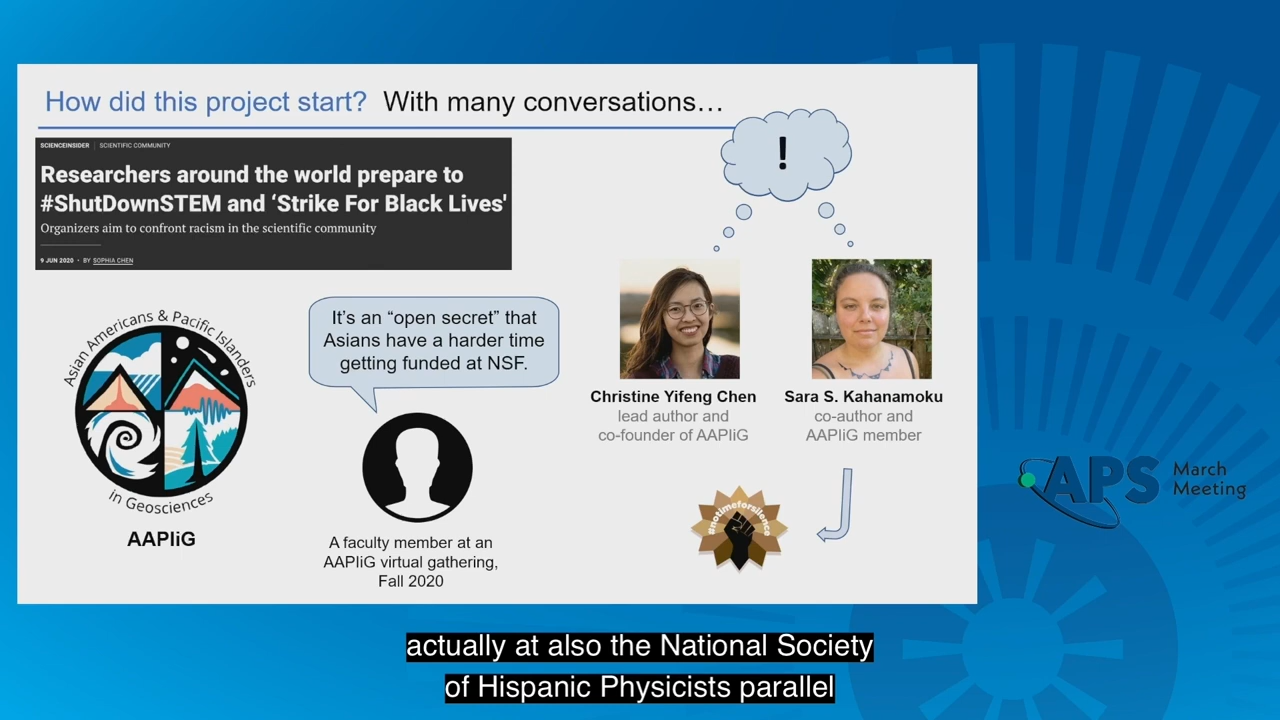 How did this project start? With many conversations…
SCIENCEINSIDER | SCIENTIFIC COMMUNITY
Researchers around the world prepare to
#ShutDownSTEM and ‘Strike For Black Lives'
Organizers aim to confront racism in the scientific community
9 JUN 2020 • BY SOPHIA CHEN
!
Asian Americans & Pacific Islanders
in Geosciences
AAPIiG
It’s an “open secret” that
Asians have a harder time
getting funded at NSF.
A faculty member at an
AAPIiG virtual gathering,
Fall 2020
Christine Yifeng Chen
lead author and
co-founder of AAPIiG
Sara S. Kahanamoku
co-author and
AAPIiG member
#notimeforsilence
APS March
Meeting
actually at also the National Society
of Hispanic Physicists parallel